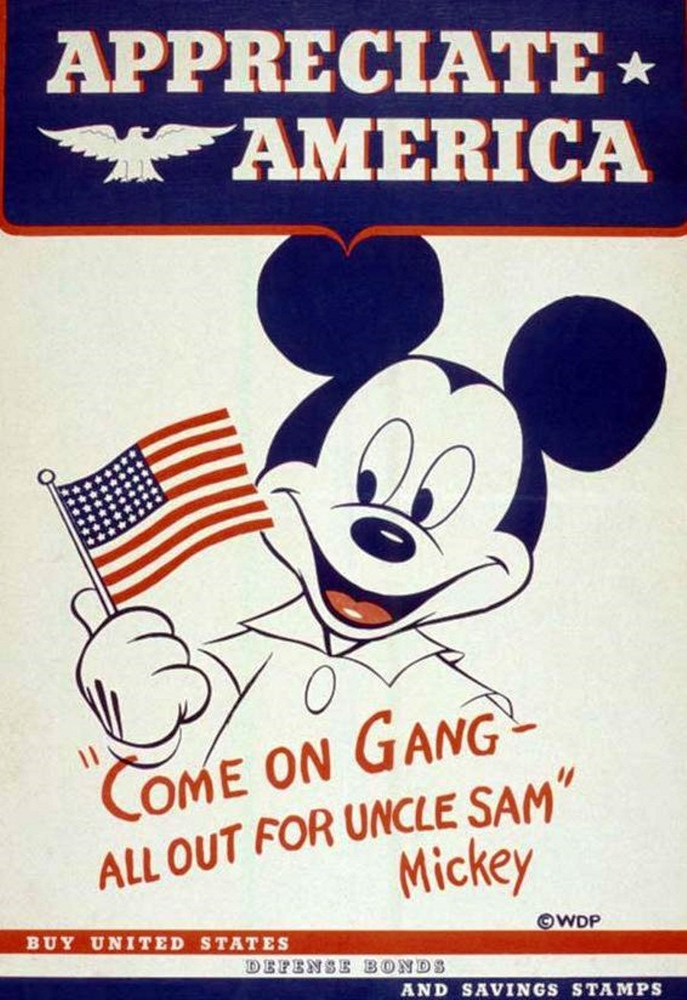 APPRECIATE
AMERICA
"COME ON GANG-
ALL OUT FOR UNCLE SAM"
Mickey
©WDP
BUY UNITED STATES
DEFENSE BONDS
AND SAVINGS STAMPS